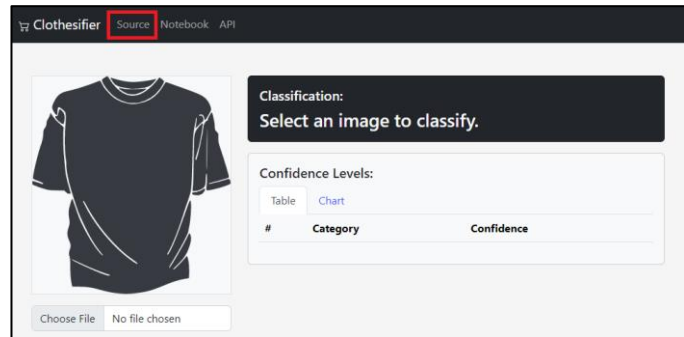 Clothesifier Source Notebook API
Classification:
Select an image to classify.
Confidence Levels:
Table Chart
# Category Confidence
Choose File No file chosen